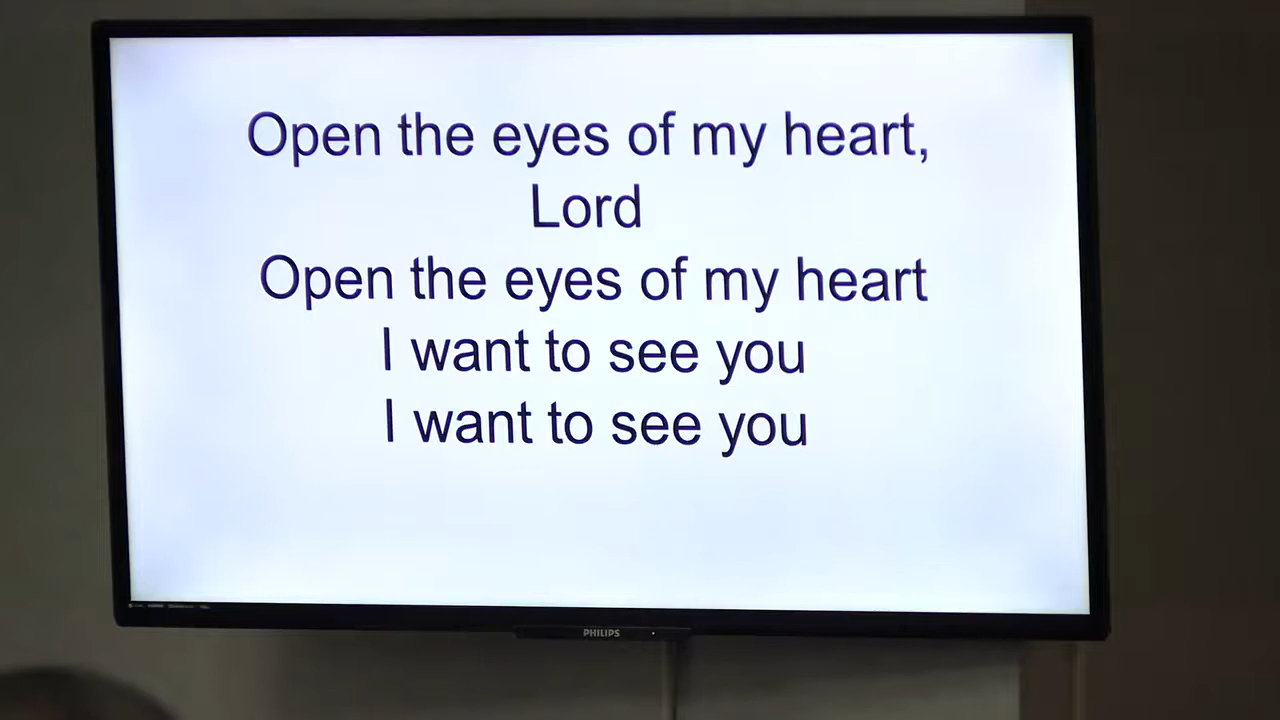 Open the eyes of my heart,
Lord
Open the eyes of my heart
I want to see you
I want to see you
PHILIPS